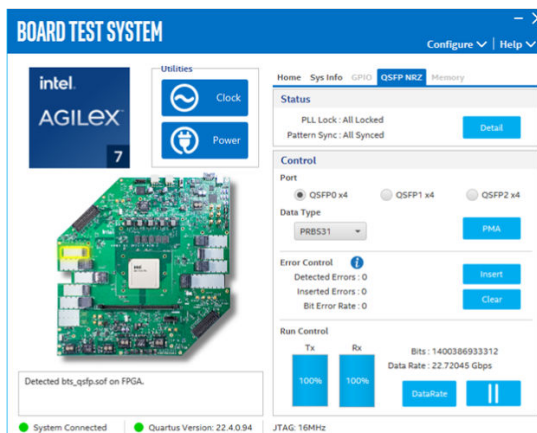 BOARD TEST SYSTEM
Configure | Help
intel.
AGILEX
7
Utilities
Clock
Power
Detected bts_qsfp.sof on FPGA.
Home Sys Info GPIO QSFP NRZ Memory
Status
PLL Lock : All Locked
Pattern Sync : All Synced
Detail
Control
Port
QSFP0 x4 QSFP1 x4 QSFP2 x4
Data Type
PRBS31
PMA
Error Control
Detected Errors : 0
Inserted Errors : 0
Bit Error Rate : 0
Insert
Clear
Run Control
Tx Rx
100% 100%
Bits : 1400386933312
Data Rate : 22.72045 Gbps
DataRate
System Connected Quartus Version: 22.4.0.94 JTAG: 16MHz